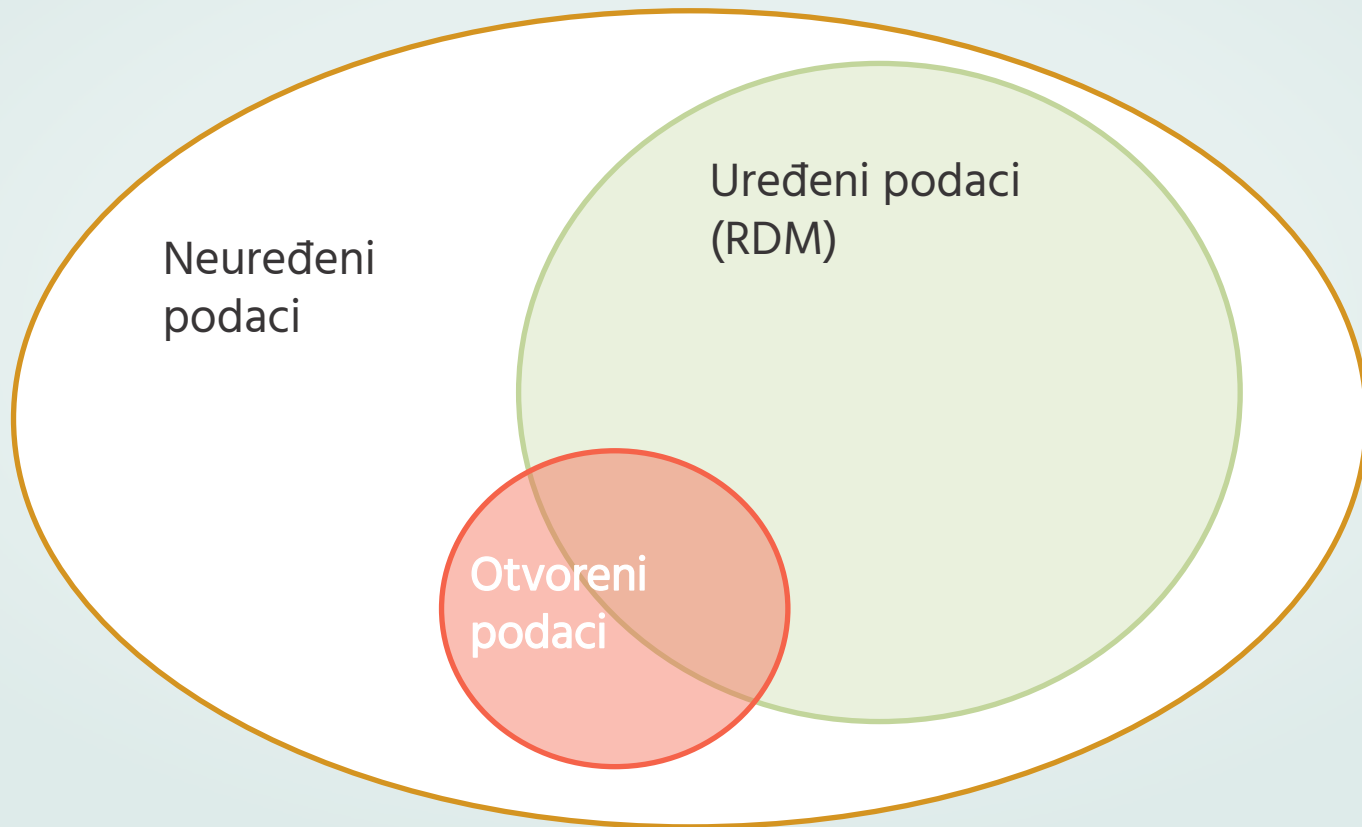 Neuređeni
podaci
Uređeni podaci
(RDM)
Otvoreni
podaci